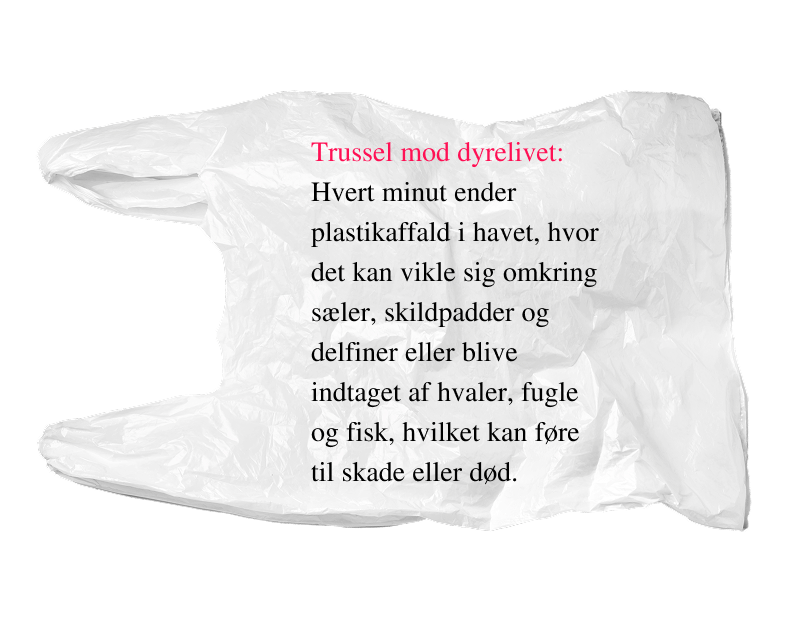 Trussel mod dyrelivet:
Hvert minut ender
plastikaffald i havet, hvor
det kan vikle sig omkring
sæler, skildpadder og
delfiner eller blive
indtaget af hvaler, fugle
og fisk, hvilket kan føre
til skade eller død.